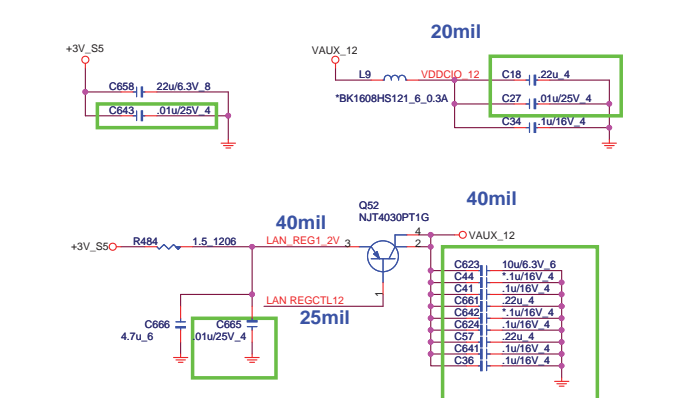 20mil
+3V_S5
VAUX_12
C658 22u/6.3V_8
C643 .01u/25V_4
L9 VDDCIO_12
*BK1608HS121_6_0.3A
C18 .22u_4
C27 .01u/25V_4
C34 .1u/16V_4
40mil
Q52
NJT4030PT1G
40mil
+3V_S5 R484 1.5_1206 LAN_REG1_2V 3
4
2
VAUX_12
1
LAN REGCTL12
25mil
C666
4.7u_6
C665
.01u/25V_4
C623 10u/6.3V_6
C44 *.1u/16V_4
C41 .1u/16V_4
C661 .22u_4
C642 *.1u/16V_4
C624 .1u/16V_4
C57 .22u_4
C641 .1u/16V_4
C36 .1u/16V_4